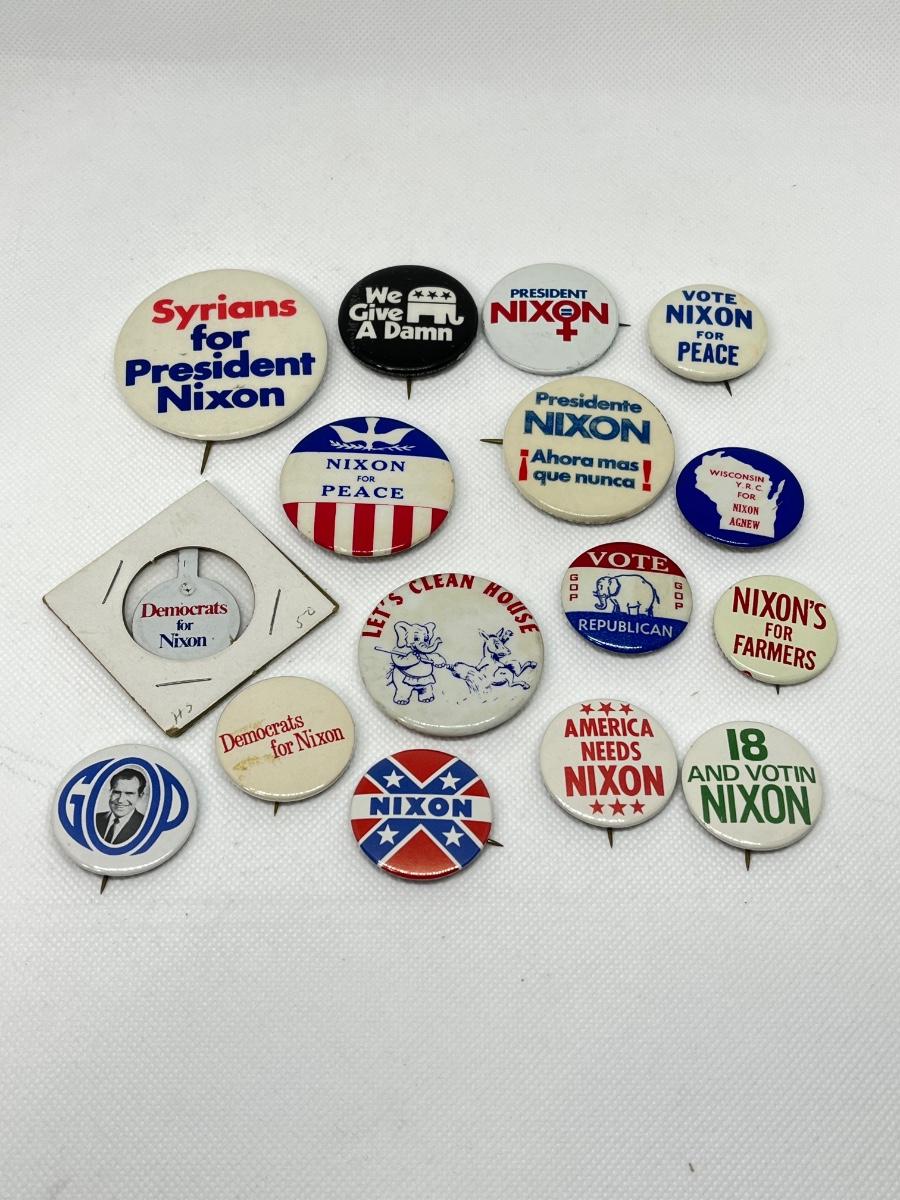 Syrians
for
President
Nixon
We
Give
A Damn
PRESIDENT
NIXON
VOTE
NIXON
FOR
PEACE
NIXON
FOR
PEACE
Presidente
NIXON
¡Ahora mas
que nunca!
WISCONSIN
Y.R.C.
FOR
NIXON
AGNEW
Democrats
for
Nixon
50
LET'S CLEAN HOUSE
VOTE
GOP
GOP
REPUBLICAN
NIXON'S
FOR
FARMERS
Democrats
for Nixon
AMERICA
NEEDS
NIXON
18
AND VOTIN
NIXON
GOP
NIXON